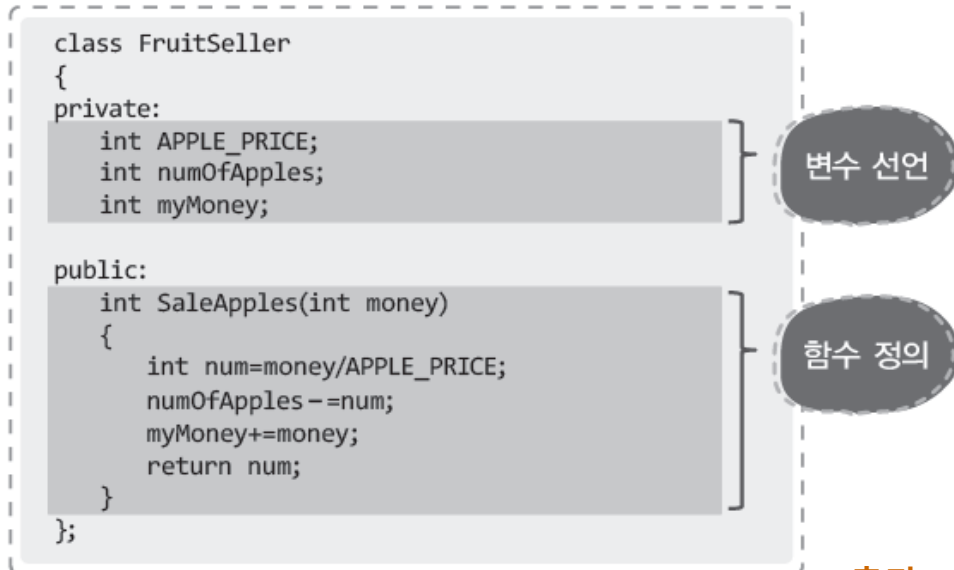 class FruitSeller
{
private:
int APPLE_PRICE;
int numOfApples;
int myMoney;
변수 선언
public:
int SaleApples(int money)
{
int num=money/APPLE_PRICE;
numOfApples-=num;
myMoney+=money;
return num;
}
함수 정의
};